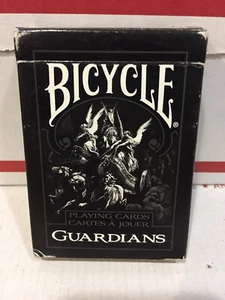 BICYCLE®
PLAYING CARDS
CARTES À JOUER
GUARDIANS